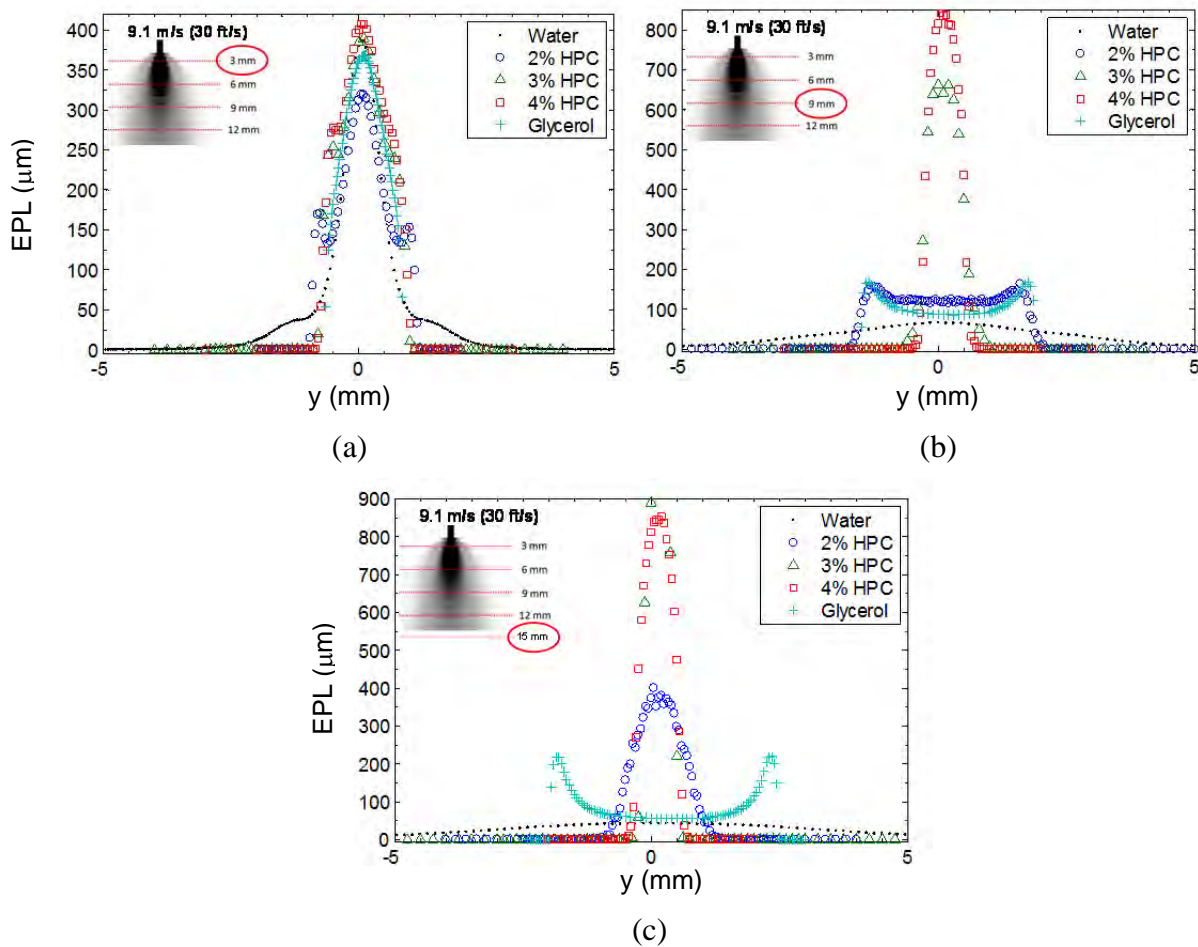 9.1 m/s (30 ft/s)
3 mm
6 mm
9 mm
12 mm
Water
2% HPC
3% HPC
4% HPC
Glycerol
EPL (μm)
400
350
300
250
200
150
100
50
0
-5
0
5
y (mm)
(a)
9.1 m/s (30 ft/s)
3 mm
6 mm
9 mm
12 mm
Water
2% HPC
3% HPC
4% HPC
Glycerol
800
700
600
500
400
300
200
100
0
-5
0
5
y (mm)
(b)
9.1 m/s (30 ft/s)
3 mm
6 mm
9 mm
12 mm
15 mm
Water
2% HPC
3% HPC
4% HPC
Glycerol
EPL (μm)
900
800
700
600
500
400
300
200
100
0
-5
0
5
y (mm)
(c)